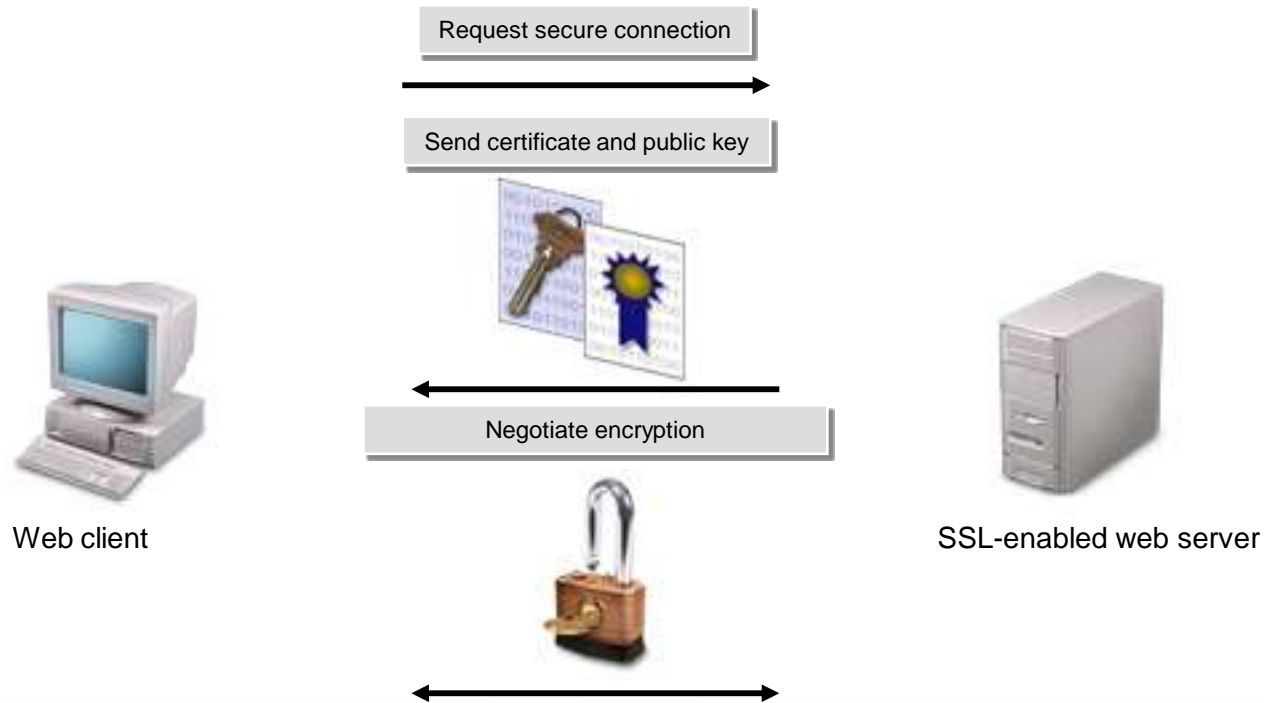 Request secure connection
Send certificate and public key
Negotiate encryption
Web client
SSL-enabled web server